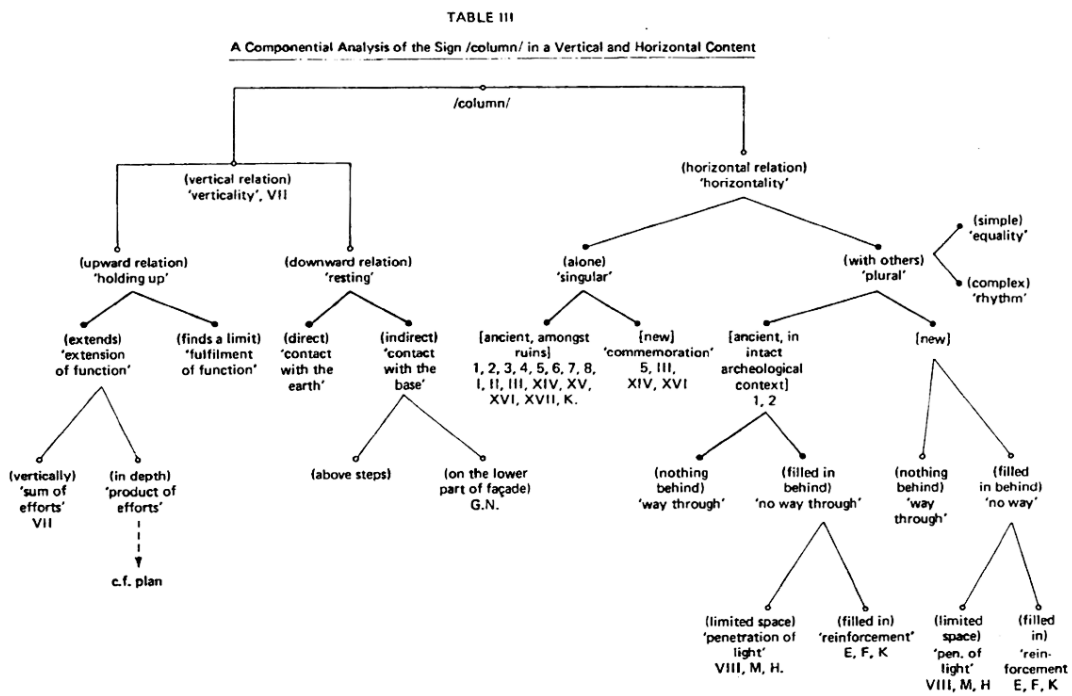 TABLE III
A Componential Analysis of the Sign /column/ in a Vertical and Horizontal Content
/column/
(vertical relation)
'verticality', VII
(horizontal relation)
'horizontality'
(simple)
'equality'
(complex)
'rhythm'
(upward relation)
'holding up'
(downward relation)
'resting'
(alone)
'singular'
(with others)
'plural'
(extends)
'extension
of function'
(finds a limit)
'fulfilment
of function'
(direct)
'contact
with the
earth'
(indirect)
'contact
with the
base'
[ancient, amongst
ruins]
1, 2, 3, 4, 5, 6, 7, 8,
I, II, III, XIV, XV,
XVI, XVII, K.
[new]
'commemoration'
5, III,
XIV, XVI
[ancient, in
intact
archeological
context]
1, 2
[new]
(vertically)
'sum of
efforts'
VII
(in depth)
'product of
efforts'
c.f. plan
(above steps)
(on the lower
part of façade)
G.N.
(nothing
behind)
'way through'
(filled in
behind)
'no way through'
(nothing
behind)
'way
through'
(filled
in behind)
'no way'
(limited space)
'penetration of
light'
VIII, M, H.
(filled in)
'reinforcement'
E, F, K
(limited
space)
'pen. of
light'
VIII, M, H
(filled
in)
'rein-
forcement
E, F, K